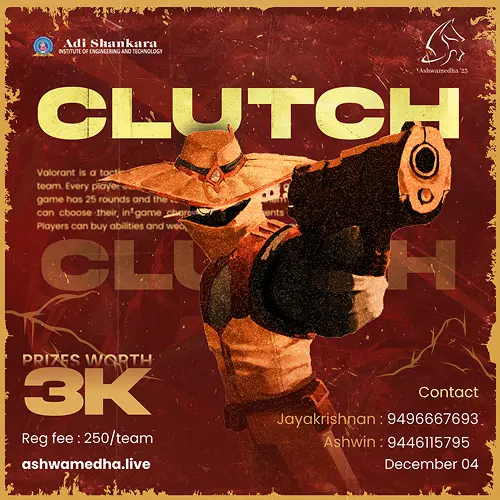 Adi Shankara
INSTITUTE OF ENGINEERING AND TECHNOLOGY
Ashwamedha '23
CLUTCH
Valorant is a
team. Every player
game has 25 rounds and the
can choose their in game
Players can buy abilities and
CLUTCH
PRIZES WORTH
3K
Reg fee : 250/team
ashwamedha.live
Contact
Jayakrishnan : 9496667693
Ashwin : 9446115795
December 04